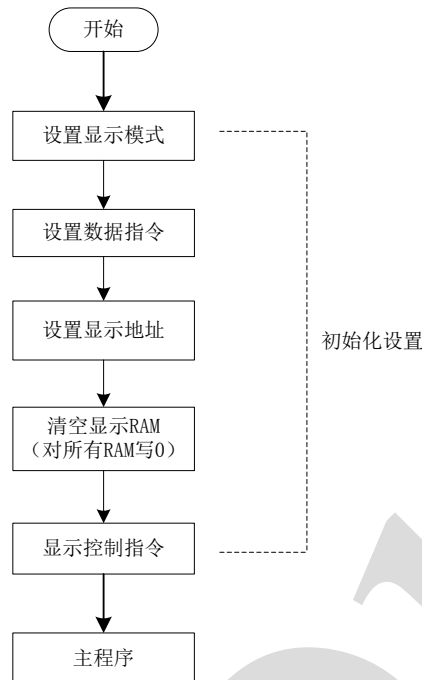 开始
设置显示模式
设置数据指令
设置显示地址
初始化设置
清空显示RAM
（对所有RAM写0）
显示控制指令
主程序